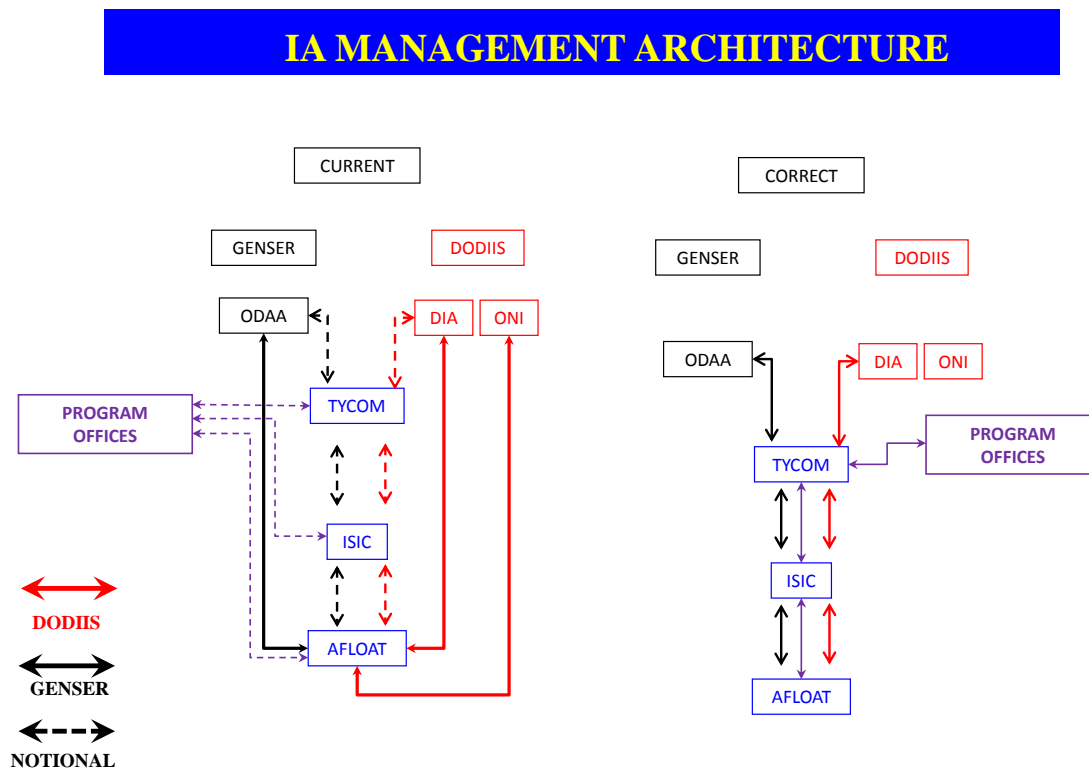 IA MANAGEMENT ARCHITECTURE
CURRENT
CORRECT
GENSER
DODIIS
GENSER
DODIIS
ODAA
DIA
ONI
ODAA
DIA
ONI
TYCOM
PROGRAM
OFFICES
TYCOM
PROGRAM
OFFICES
ISIC
ISIC
DODIIS
AFLOAT
AFLOAT
GENSER
NOTIONAL